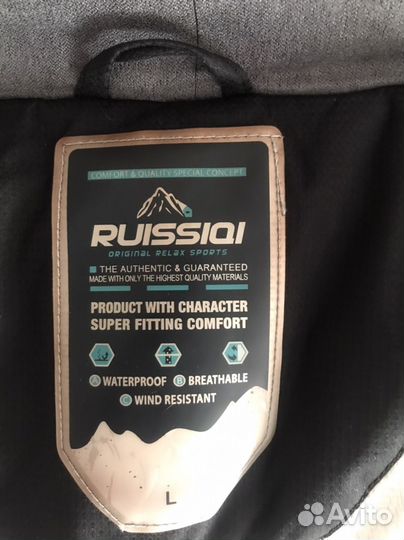 COMFORT & QUALITY SPECIAL CONCEPT
RUISSIQI
ORIGINAL RELAX SPORTS
THE AUTHENTIC & GUARANTEED
MADE WITH ONLY THE HIGHEST QUALITY MATERIALS
PRODUCT WITH CHARACTER
SUPER FITTING COMFORT
A WATERPROOF B BREATHABLE
C WIND RESISTANT
L
Avito